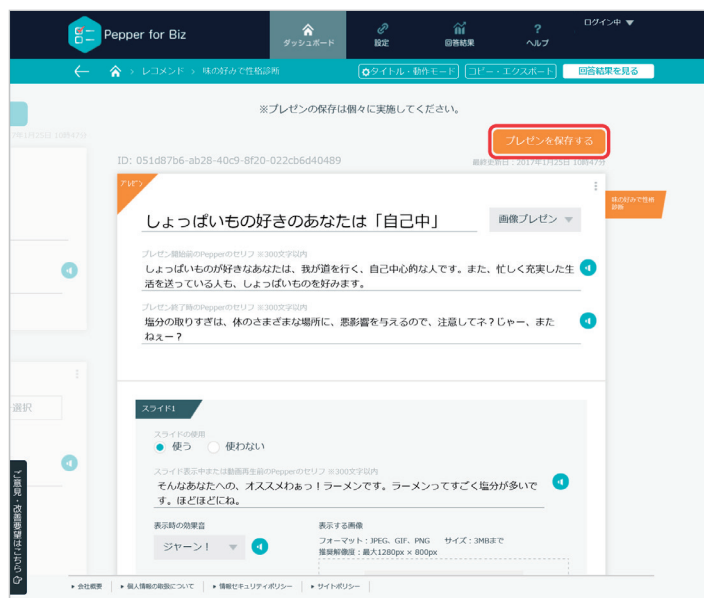 Pepper for Biz
ダッシュボード
設定
回答結果
?
ヘルプ
ログイン中 ▼
← > レコメンド > 味の好みで性格診断
タイトル・動作モード
コピー・エクスポート
回答結果を見る
※プレゼンの保存は個々に実施してください。
プレゼンを保存する
ID: 051d87b6-ab28-40c9-8f20-022cb6d40489
最終更新日:2017年1月25日 10時47分
プレゼン
味の好みで性格
診断
しょっぱいもの好きのあなたは「自己中」
画像プレゼン ▼
プレゼン開始前のPepperのセリフ ※300文字以内
しょっぱいものが好きなあなたは、我が道を行く、自己中心的な人です。また、忙しく充実した生
活を送っている人も、しょっぱいものを好みます。
プレゼン終了時のPepperのセリフ ※300文字以内
塩分の取りすぎは、体のさまざまな場所に、悪影響を与えるので、注意してネ?じゃー、また
ねぇー?
選択
スライド1
スライドの使用
使う
使わない
スライド表示中または動画再生前のPepperのセリフ ※300文字以内
そんなあなたへの、オススメわぁっ!ラーメンです。ラーメンってすごく塩分が多いで
す。ほどほどにね。
表示時の効果音
ジャーン! ▼
表示する画像
フォーマット:JPEG、GIF、PNG サイズ:3MBまで
推奨解像度:最大1280px × 800px
ご意見・改善要望はこちら
会社概要
個人情報の取扱について
情報セキュリティポリシー
サイトポリシー